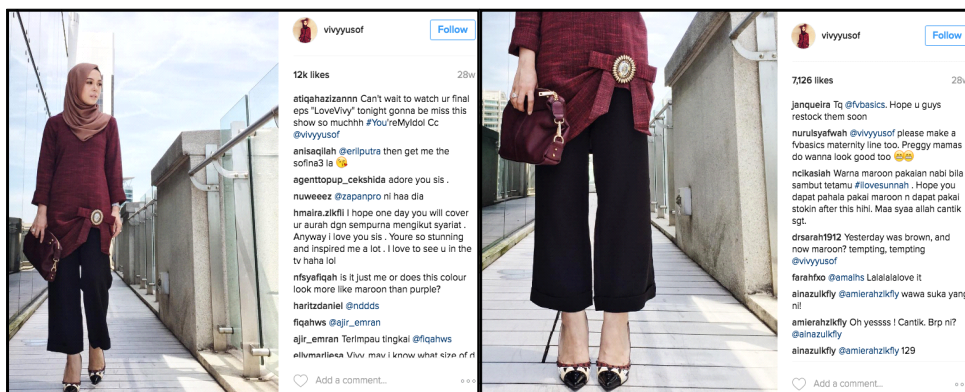 vivyyusof
Follow
12k likes
28w
atiqahazizannn Can't wait to watch ur final
eps "LoveVivy" tonight gonna be miss this
show so muchhh #You'reMyIdol Cc
@vivyyusof
anisaqilah @erilputra then get me the
sofina3 la 😘
agenttopup_cekshida adore you sis .
nuweeez @zapanpro ni haa dia
hmaira.zlkfli I hope one day you will cover
ur aurah dgn sempurna mengikut syariat .
Anyway i love you sis . Youre so stunning
and inspired me a lot . I love to see u in the
tv haha lol
nfsyafiqah is it just me or does this colour
look more like maroon than purple?
haritzdaniel @nddds
fiqahws @ajir_emran
ajir_emran Terlmpau tingkai @fiqahws
ellymarliesa Vivy, may i know what size of d
Add a comment...
vivyyusof
Follow
7,126 likes
28w
janqueira Tq @fvbasics. Hope u guys
restock them soon
nurulsyafwah @vivyyusof please make a
fvbasics maternity line too. Preggy mamas
do wanna look good too 😁😁
ncikasiah Warna maroon pakaian nabi bila
sambut tetamu #ilovesunnah . Hope you
dapat pahala pakai maroon n dapat pakai
stokin after this hihi. Maa syaa allah cantik
sgt.
drsarah1912 Yesterday was brown, and
now maroon? tempting, tempting
@vivyyusof
farahfxo @amalhs Lalalalalove it
ainazulkfly @amierahzlkfly wawa suka yang
ni!
amierahzlkfly Oh yessss ! Cantik. Brp ni?
@ainazulkfly
ainazulkfly @amierahzlkfly 129
Add a comment...